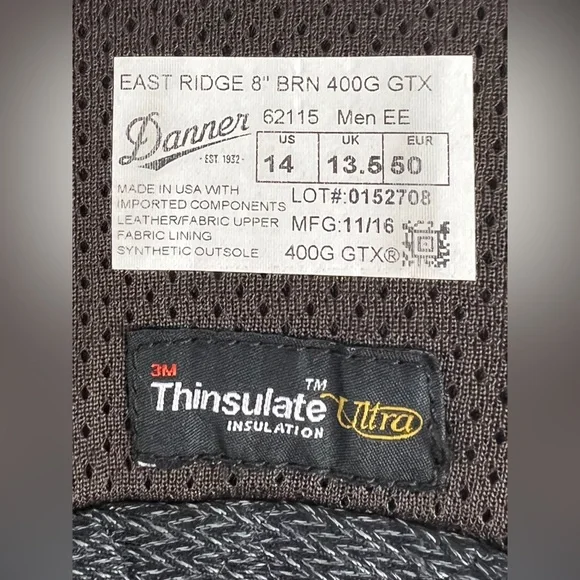 EAST RIDGE 8" BRN 400G GTX
Danner
- EST. 1932 -
62115 Men EE
US UK EUR
14 13.5 50
LOT#:0152708
MADE IN USA WITH
IMPORTED COMPONENTS
LEATHER/FABRIC UPPER
FABRIC LINING
SYNTHETIC OUTSOLE
MFG:11/16
400G GTX®
3M
Thinsulate™ Ultra
INSULATION